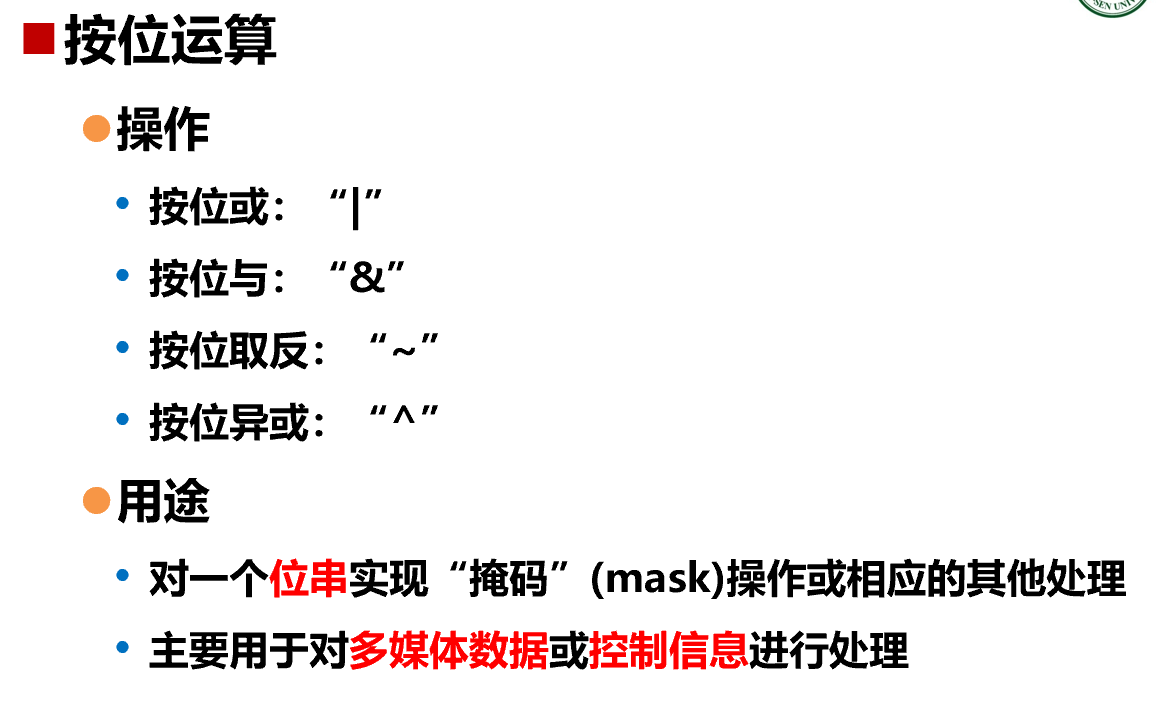 SEN UNIV
按位运算
操作
按位或：“|”
按位与：“&”
按位取反：“~”
按位异或：“^”
用途
对一个位串实现“掩码”(mask)操作或相应的其他处理
主要用于对多媒体数据或控制信息进行处理